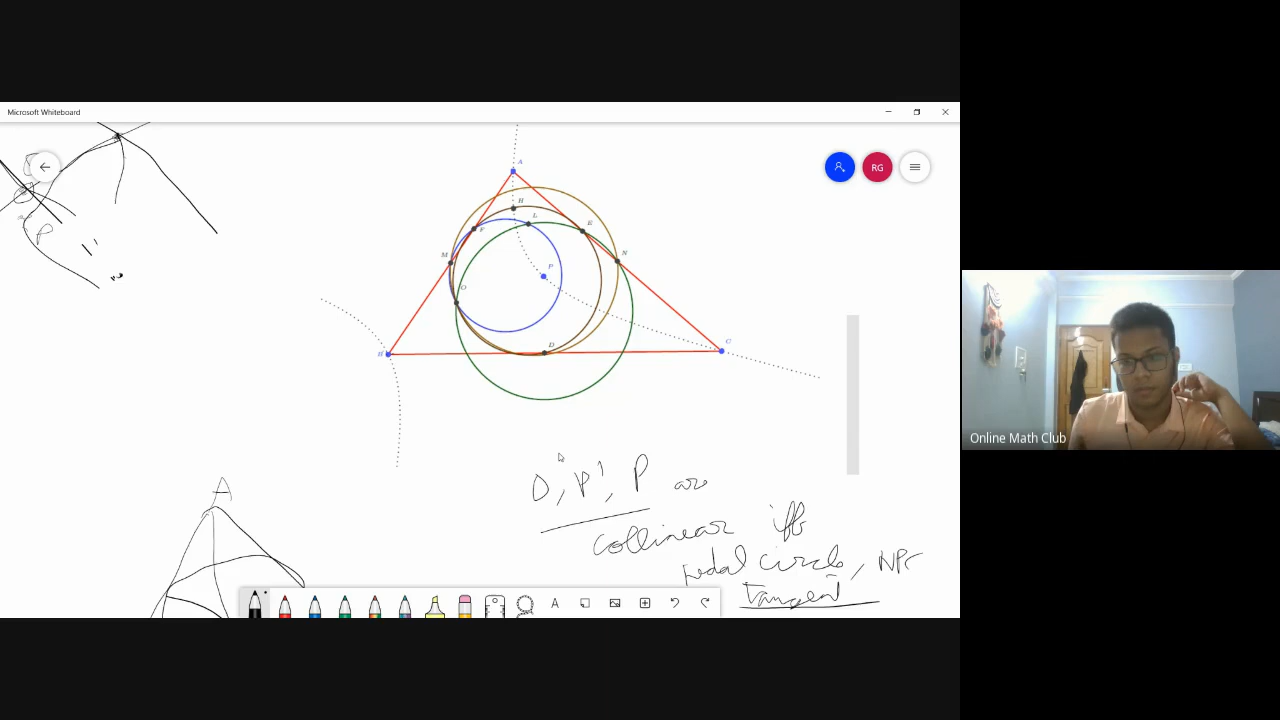 Microsoft Whiteboard
RG
A
H
L
F
E
M
N
P
O
D
B
C
P
A
O, P', P are
collinear iff
pedal circle, NPC
tangent
A
Online Math Club